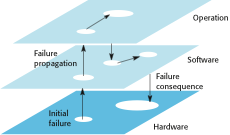 Operation
Failure
propagation
Software
Failure
consequence
Initial
failure
Hardware